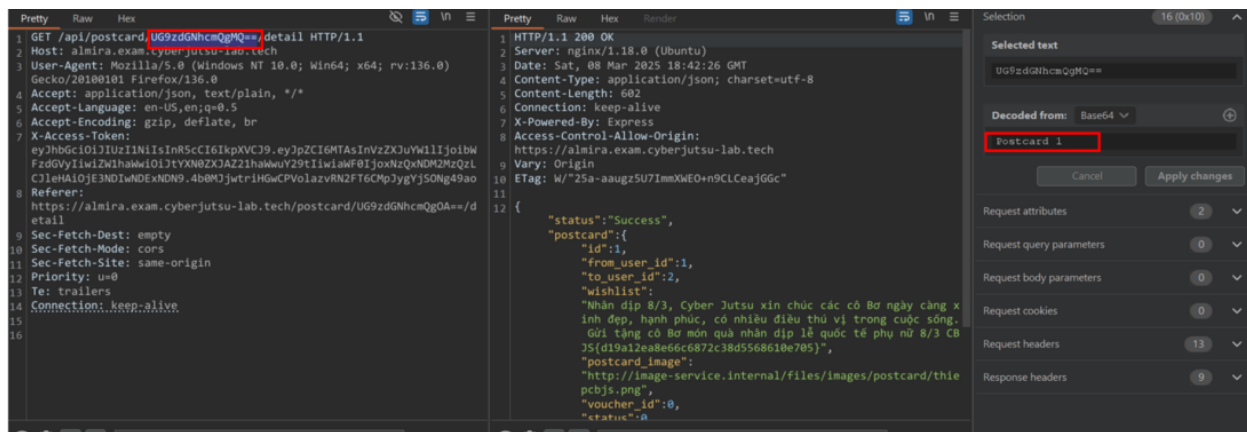 Pretty Raw Hex
1 GET /api/postcard/UG9zdGNhcmQgMQ==/detail HTTP/1.1
2 Host: almira.exam.cyberjutsu-lab.tech
3 User-Agent: Mozilla/5.0 (Windows NT 10.0; Win64; x64; rv:136.0)
Gecko/20100101 Firefox/136.0
4 Accept: application/json, text/plain, */*
5 Accept-Language: en-US,en;q=0.5
6 Accept-Encoding: gzip, deflate, br
7 X-Access-Token:
8 Referer:
https://almira.exam.cyberjutsu-lab.tech/postcard/UG9zdGNhcmQgOA==/d
etail
9 Sec-Fetch-Dest: empty
10 Sec-Fetch-Mode: cors
11 Sec-Fetch-Site: same-origin
12 Priority: u=0
13 Te: trailers
14 Connection: keep-alive
15
16
Pretty Raw Hex Render
1 HTTP/1.1 200 OK
2 Server: nginx/1.18.0 (Ubuntu)
3 Date: Sat, 08 Mar 2025 18:42:26 GMT
4 Content-Type: application/json; charset=utf-8
5 Content-Length: 602
6 Connection: keep-alive
7 X-Powered-By: Express
8 Access-Control-Allow-Origin:
https://almira.exam.cyberjutsu-lab.tech
9 Vary: Origin
10 ETag: W/"25a-aaugz5U7ImmXWEO+n9CLCeajGGc"
11
12 {
"status":"Success",
"postcard":{
"id":1,
"from_user_id":1,
"to_user_id":2,
"wishlist":
"Nhân dịp 8/3, Cyber Jutsu xin chúc các cô Bơ ngày càng x
inh đẹp, hạnh phúc, có nhiều điều thú vị trong cuộc sống.
Gửi tặng cô Bơ món quà nhân dịp lễ quốc tế phụ nữ 8/3 CB
JS{d19a12ea8e66c6872c38d5568610e705}",
"postcard_image":
"http://image-service.internal/files/images/postcard/thie
pcbjs.png",
"voucher_id":0,
"status":0
Selection 16 (0x10)
Selected text
UG9zdGNhcmQgMQ==
Decoded from: Base64
Postcard 1
Cancel Apply changes
Request attributes 2
Request query parameters 0
Request body parameters 0
Request cookies 0
Request headers 13
Response headers 9